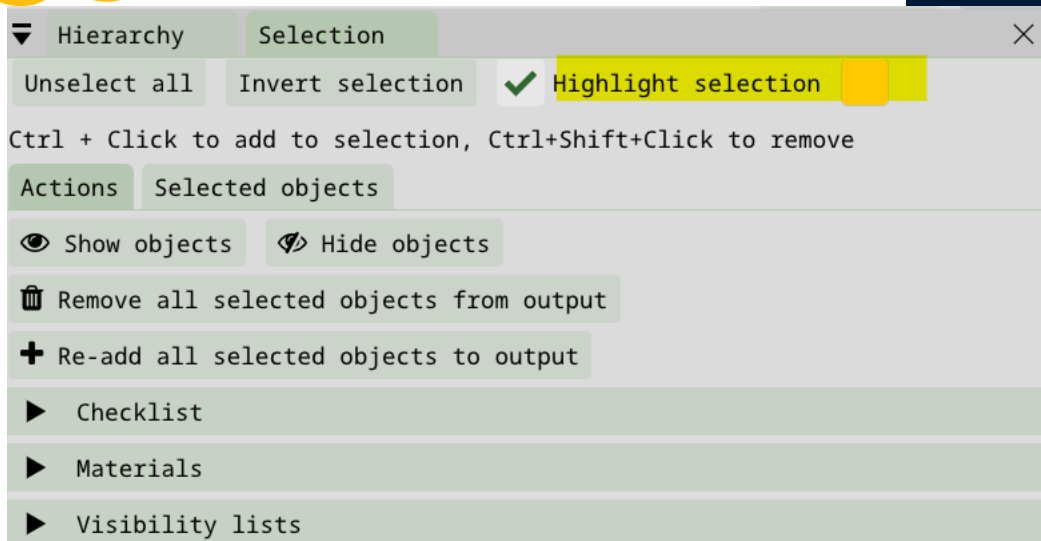 Hierarchy Selection
Unselect all Invert selection Highlight selection
Ctrl + Click to add to selection, Ctrl+Shift+Click to remove
Actions Selected objects
Show objects Hide objects
Remove all selected objects from output
Re-add all selected objects to output
Checklist
Materials
Visibility lists